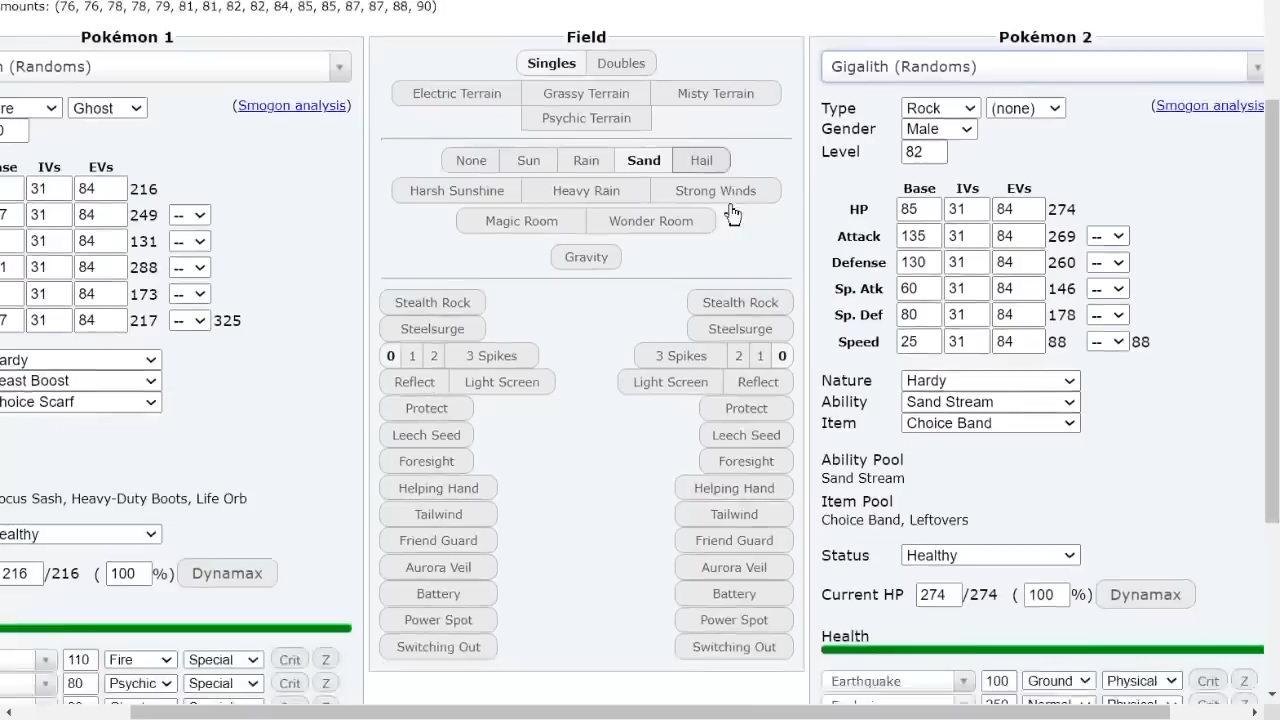 mounts: (76, 76, 78, 78, 79, 81, 81, 82, 82, 84, 85, 85, 87, 87, 88, 90)
Pokémon 1
(Randoms)
re Ghost
(Smogon analysis)
0
se IVs EVs
31 84 216
7 31 84 249 --
31 84 131 --
1 31 84 288 --
31 84 173 --
7 31 84 217 -- 325
ardy
east Boost
hoice Scarf
ocus Sash, Heavy-Duty Boots, Life Orb
ealthy
216 /216 ( 100 %) Dynamax
110 Fire Special Crit Z
80 Psychic Special Crit Z
Field
Singles Doubles
Electric Terrain Grassy Terrain Misty Terrain
Psychic Terrain
None Sun Rain Sand Hail
Harsh Sunshine Heavy Rain Strong Winds
Magic Room Wonder Room
Gravity
Stealth Rock Stealth Rock
Steelsurge Steelsurge
0 1 2 3 Spikes 3 Spikes 2 1 0
Reflect Light Screen Light Screen Reflect
Protect Protect
Leech Seed Leech Seed
Foresight Foresight
Helping Hand Helping Hand
Tailwind Tailwind
Friend Guard Friend Guard
Aurora Veil Aurora Veil
Battery Battery
Power Spot Power Spot
Switching Out Switching Out
Pokémon 2
Gigalith (Randoms)
Type Rock (none) (Smogon analysis
Gender Male
Level 82
Base IVs EVs
HP 85 31 84 274
Attack 135 31 84 269 --
Defense 130 31 84 260 --
Sp. Atk 60 31 84 146 --
Sp. Def 80 31 84 178 --
Speed 25 31 84 88 -- 88
Nature Hardy
Ability Sand Stream
Item Choice Band
Ability Pool
Sand Stream
Item Pool
Choice Band, Leftovers
Status Healthy
Current HP 274 /274 ( 100 %) Dynamax
Health
Earthquake 100 Ground Physical Crit Z